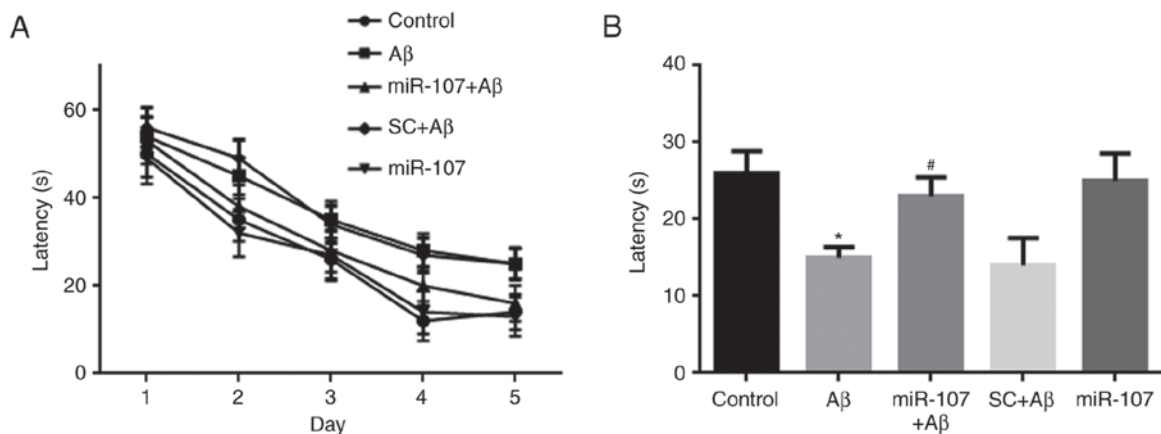 A
Control
Aβ
miR-107+Aβ
SC+Aβ
miR-107
60
40
20
0
Latency (s)
1 2 3 4 5
Day
B
40
30
20
10
0
Latency (s)
*
#
Control Aβ miR-107 SC+Aβ miR-107
+Aβ